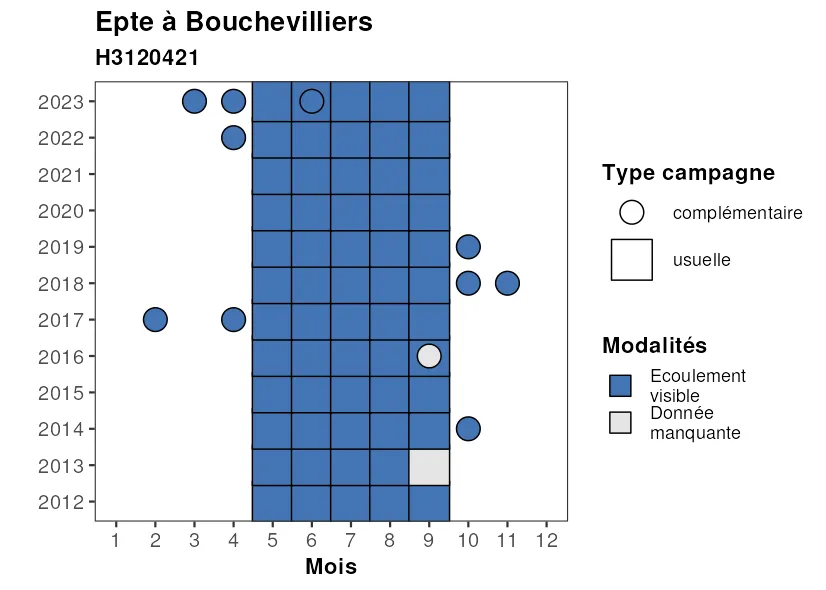 Epte à Bouchevilliers
H3120421
2023
2022
2021
2020
2019
2018
2017
2016
2015
2014
2013
2012
1 2 3 4 5 6 7 8 9 10 11 12
Mois
Type campagne
complémentaire
usuelle
Modalités
Ecoulement
visible
Donnée
manquante